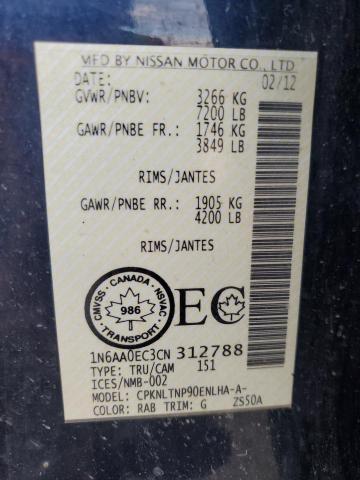 MFD BY NISSAN MOTOR CO., LTD.
DATE: 02/12
GVWR/PNBV: 3266 KG
7200 LB
GAWR/PNBE FR.: 1746 KG
3849 LB
RIMS/JANTES
GAWR/PNBE RR.: 1905 KG
4200 LB
RIMS/JANTES
CANADA
CMVSS NSVAC
986
TRANSPORT
EC
1N6AA0EC3CN 312788
TYPE: TRU/CAM 151
ICES/NMB-002
MODEL: CPKNLTNP90ENLHA-A-
COLOR: RAB TRIM: G ZS50A